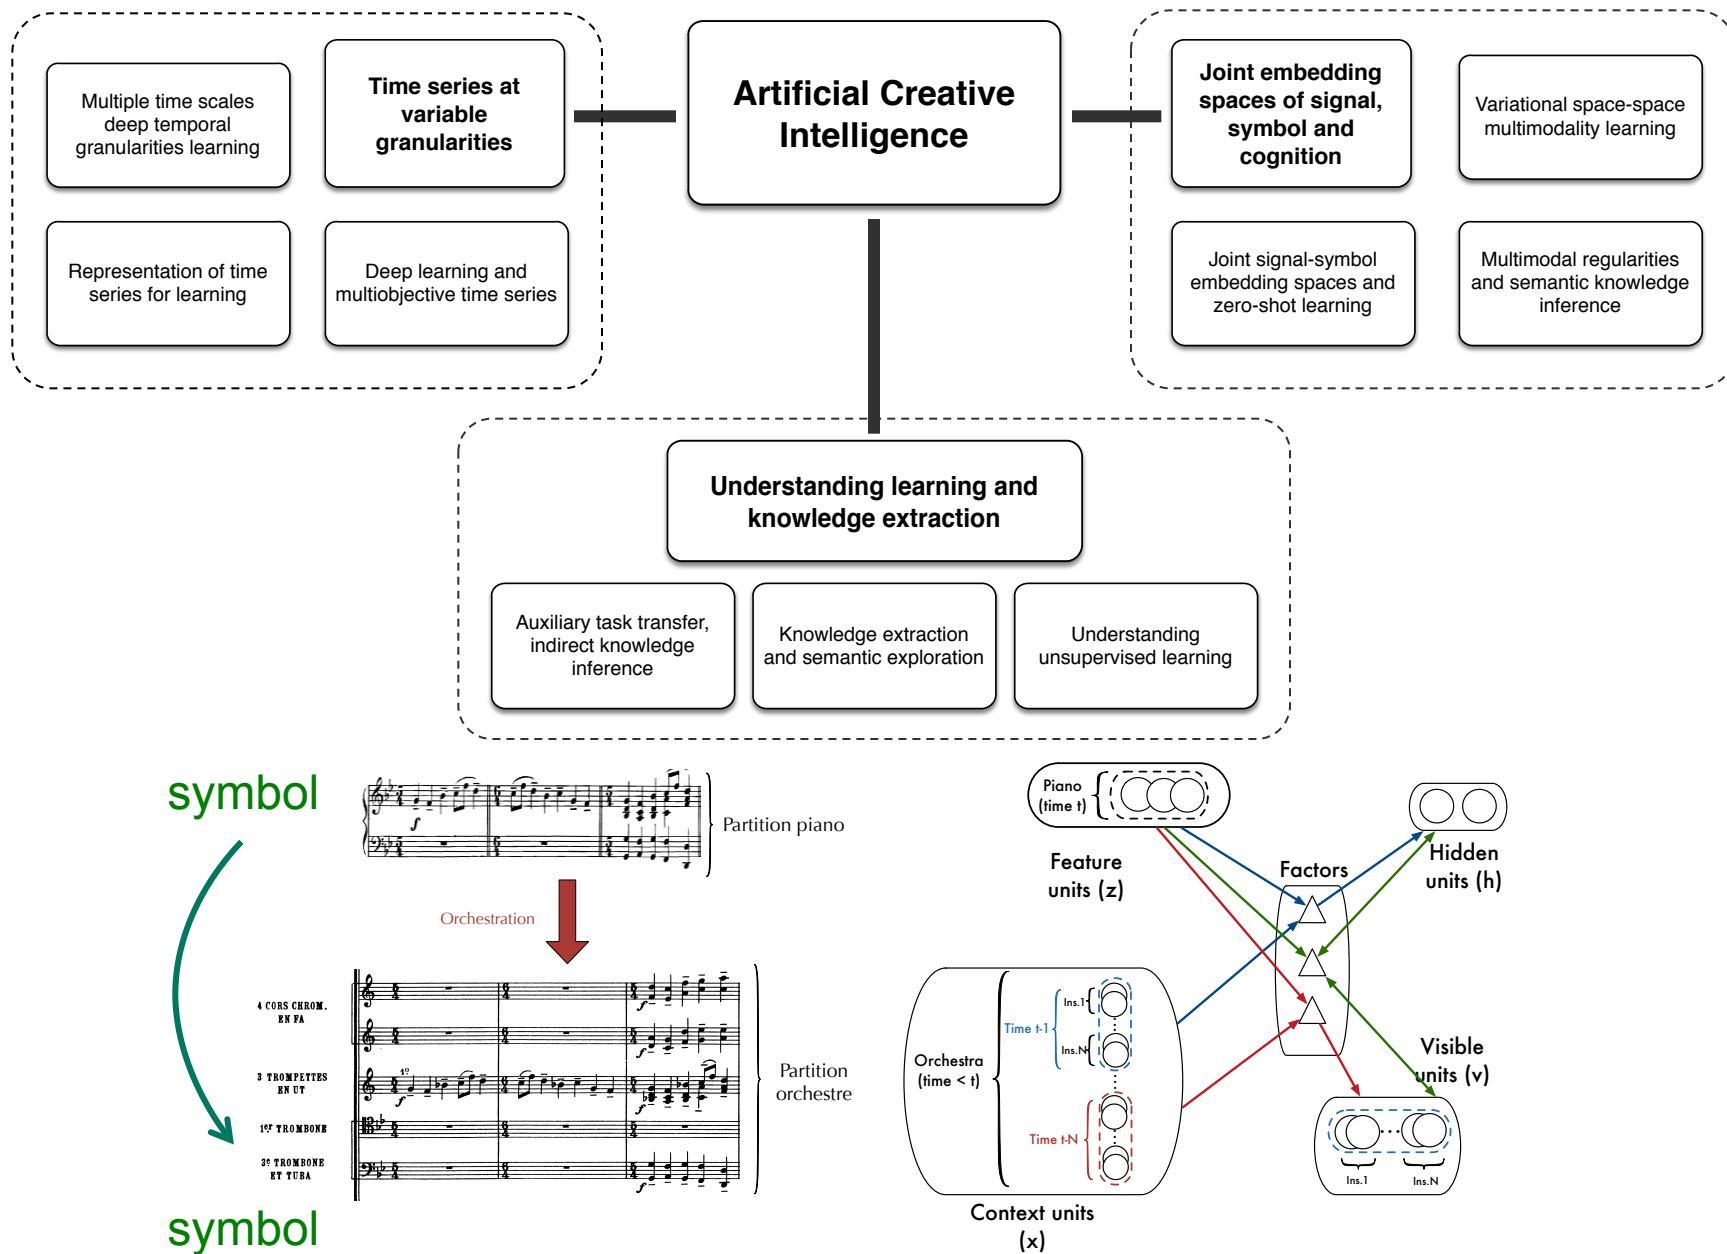 Artificial Creative
Intelligence
Multiple time scales
deep temporal
granularities learning
Time series at
variable
granularities
Representation of time
series for learning
Deep learning and
multiobjective time series
Joint embedding
spaces of signal,
symbol and
cognition
Variational space-space
multimodality learning
Joint signal-symbol
embedding spaces and
zero-shot learning
Multimodal regularities
and semantic knowledge
inference
Understanding learning and
knowledge extraction
Auxiliary task transfer,
indirect knowledge
inference
Knowledge extraction
and semantic exploration
Understanding
unsupervised learning
symbol
Partition piano
Orchestration
4 CORS CHROM.
EN FA
3 TROMPETTES
EN UT
1er TROMBONE
3e TROMBONE
ET TUBA
1º
Partition
orchestre
symbol
Piano
(time t)
Feature
units (z)
Factors
Hidden
units (h)
Orchestra
(time < t)
Time t-1
Ins.1
Ins.N
Time t-N
Context units
(x)
Visible
units (v)
Ins.1
Ins.N